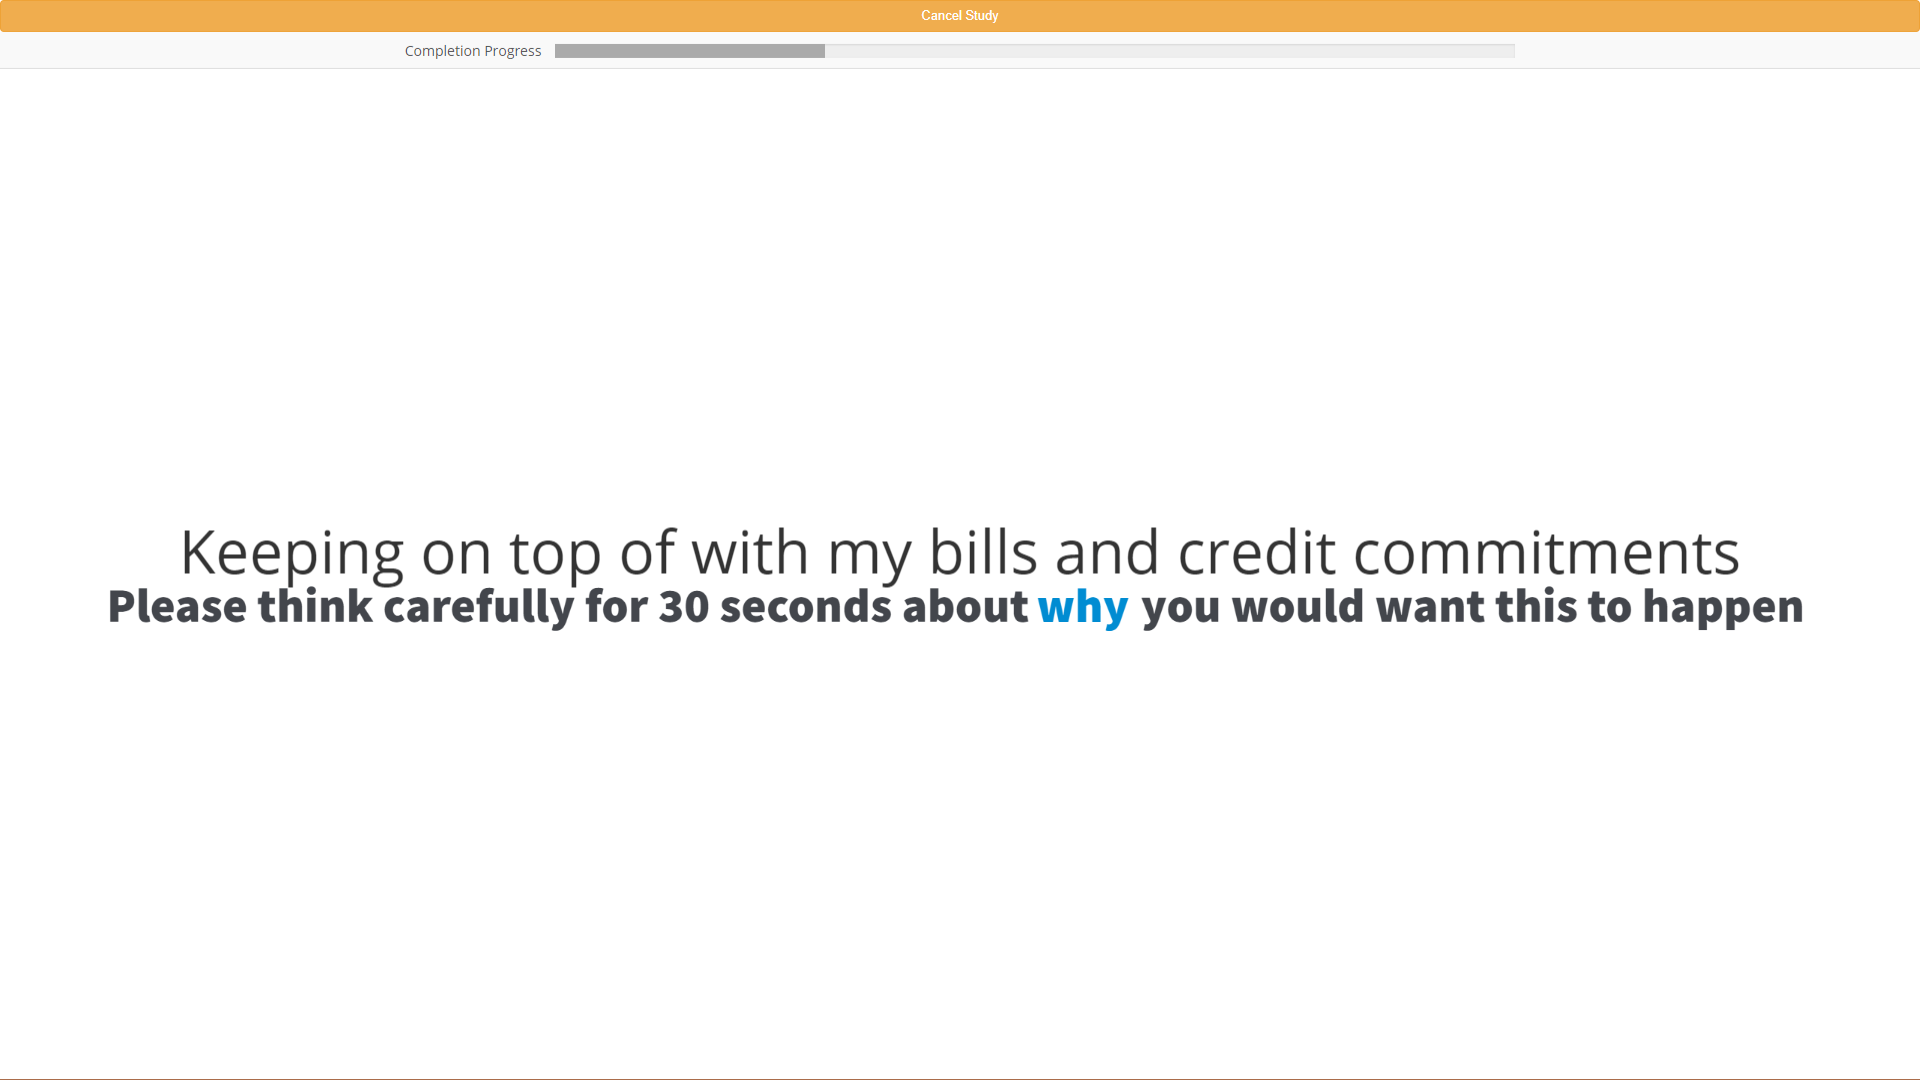 Cancel Study
Completion Progress
Keeping on top of with my bills and credit commitments
Please think carefully for 30 seconds about why you would want this to happen